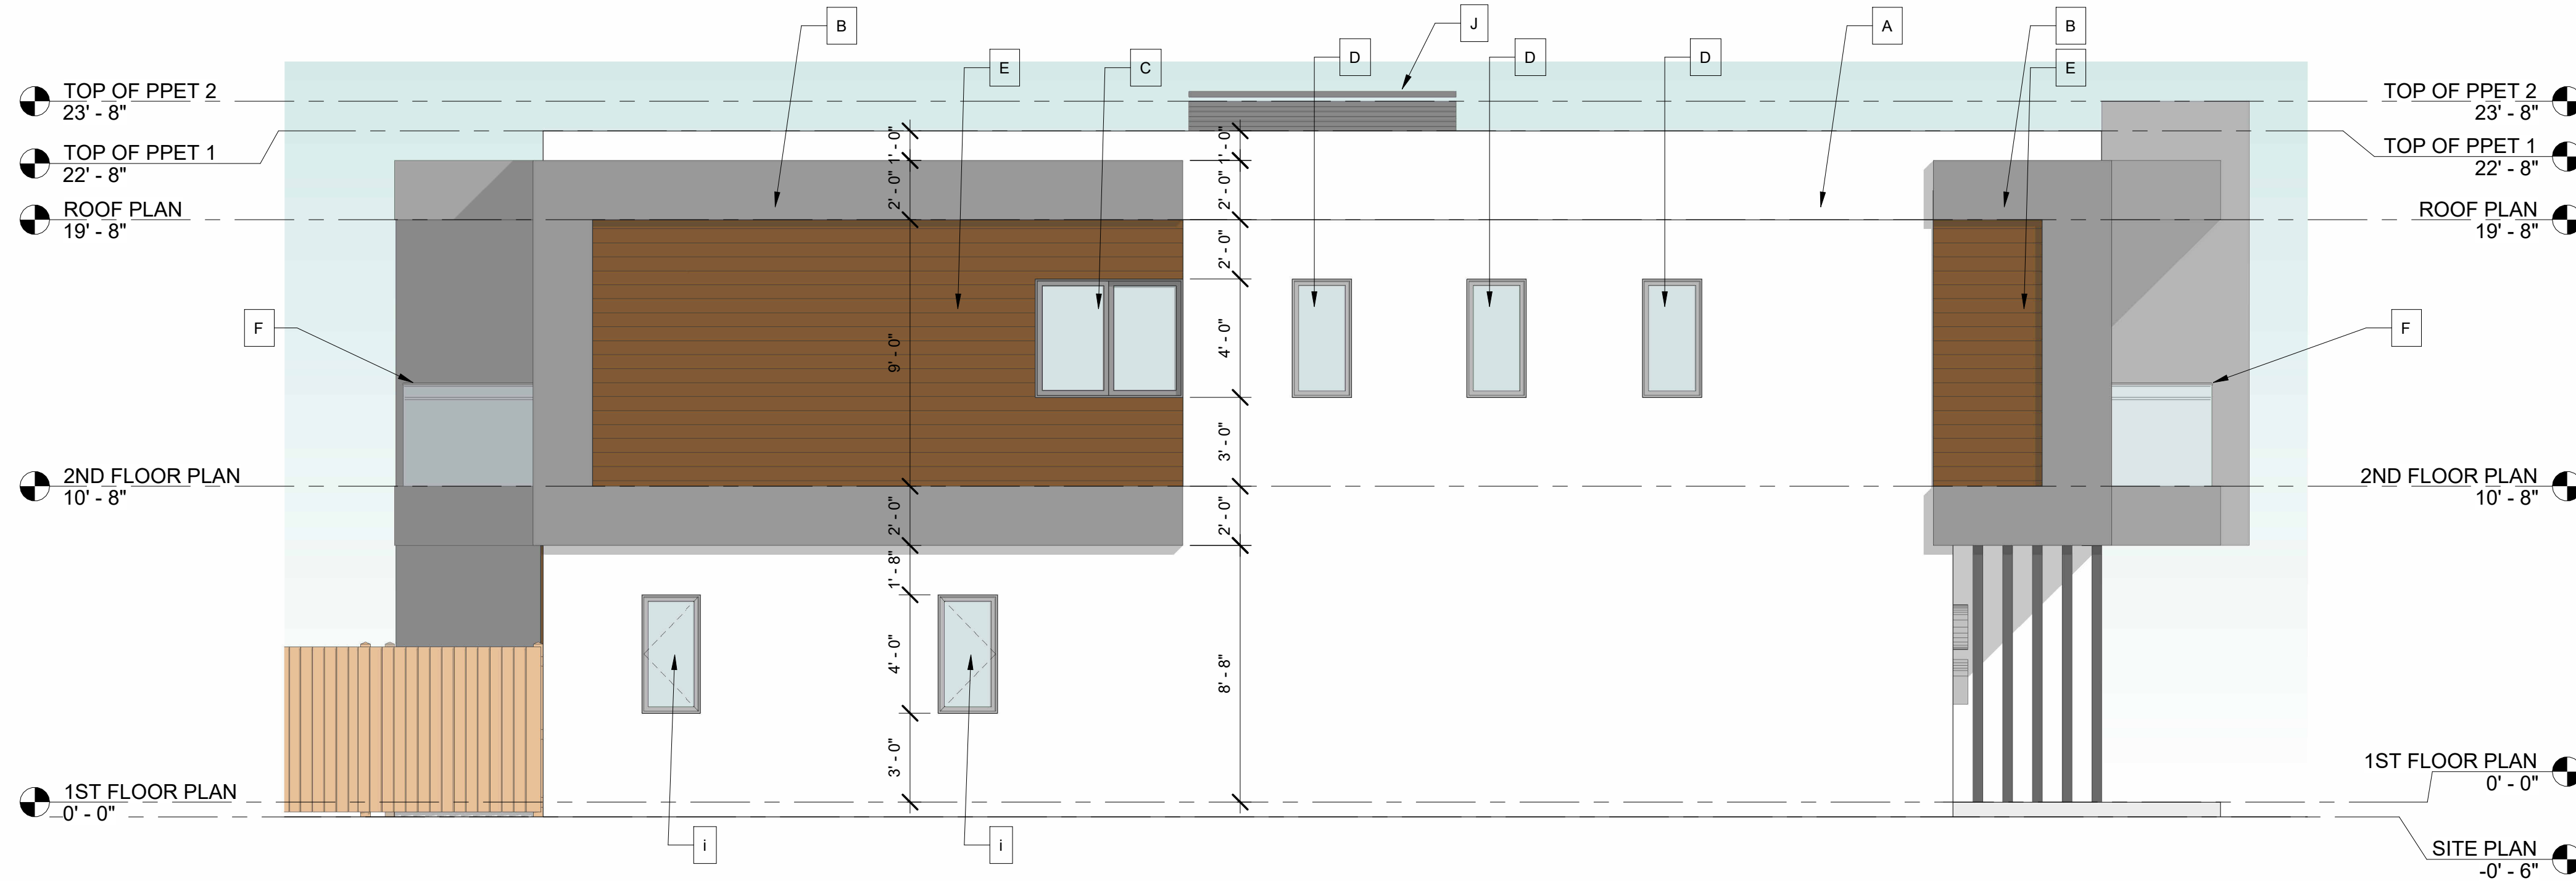 B
J
A
B
E
C
D
D
D
E
TOP OF PPET 2
23' - 8"
TOP OF PPET 2
23' - 8"
TOP OF PPET 1
22' - 8"
1' - 0"
1' - 0"
TOP OF PPET 1
22' - 8"
2' - 0"
2' - 0"
ROOF PLAN
19' - 8"
ROOF PLAN
19' - 8"
2' - 0"
F
9' - 0"
4' - 0"
F
3' - 0"
2ND FLOOR PLAN
10' - 8"
2ND FLOOR PLAN
10' - 8"
2' - 0"
2' - 0"
1' - 8"
4' - 0"
8' - 8"
3' - 0"
1ST FLOOR PLAN
0' - 0"
1ST FLOOR PLAN
0' - 0"
i
i
SITE PLAN
-0' - 6"